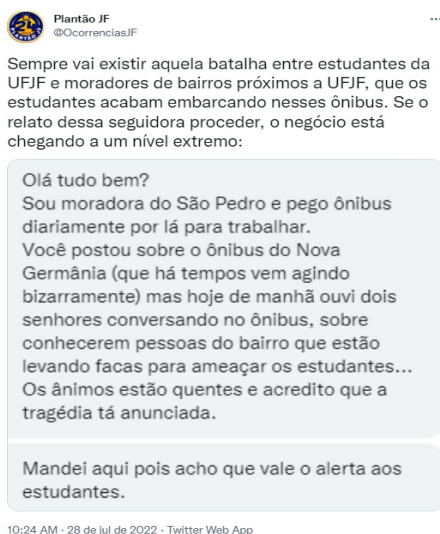 Plantão JF
@OcorrenciasJF
Sempre vai existir aquela batalha entre estudantes da
UFJF e moradores de bairros próximos a UFJF, que os
estudantes acabam embarcando nesses ônibus. Se o
relato dessa seguidora proceder, o negócio está
chegando a um nível extremo:
Olá tudo bem?
Sou moradora do São Pedro e pego ônibus
diariamente por lá para trabalhar.
Você postou sobre o ônibus do Nova
Germânia (que há tempos vem agindo
bizarramente) mas hoje de manhã ouvi dois
senhores conversando no ônibus, sobre
conhecerem pessoas do bairro que estão
levando facas para ameaçar os estudantes...
Os ânimos estão quentes e acredito que a
tragédia tá anunciada.
Mandei aqui pois acho que vale o alerta aos
estudantes.
10:24 AM · 28 de jul de 2022 · Twitter Web App